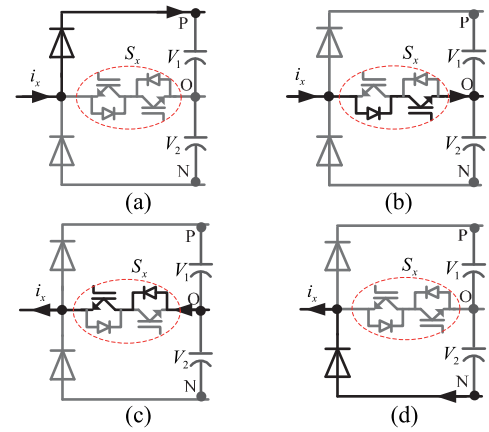 P
S_x
V_1
i_x
O
V_2
N
(a)
P
S_x
V_1
i_x
O
V_2
N
(b)
P
S_x
V_1
i_x
O
V_2
N
(c)
P
S_x
V_1
i_x
O
V_2
N
(d)